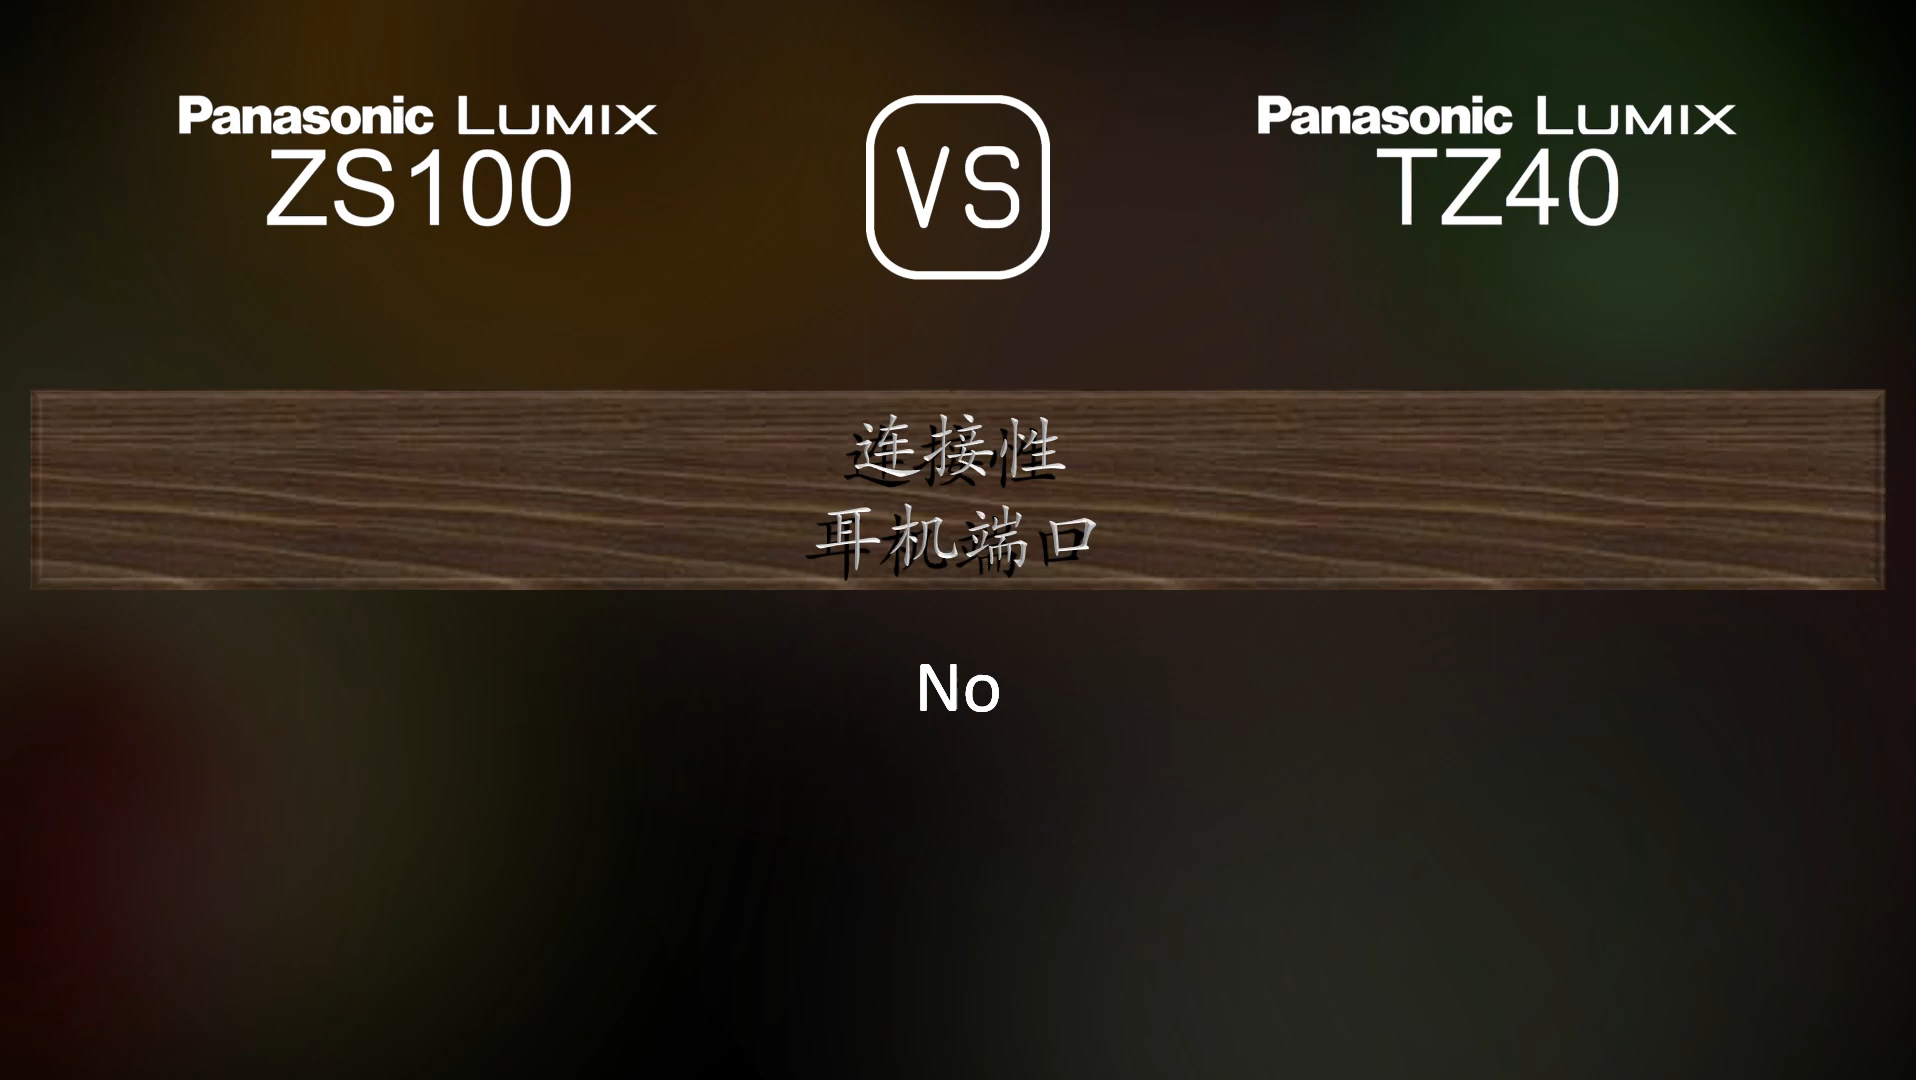 Panasonic LUMIX
ZS100
VS
Panasonic LUMIX
TZ40
连接性
耳机端口
No